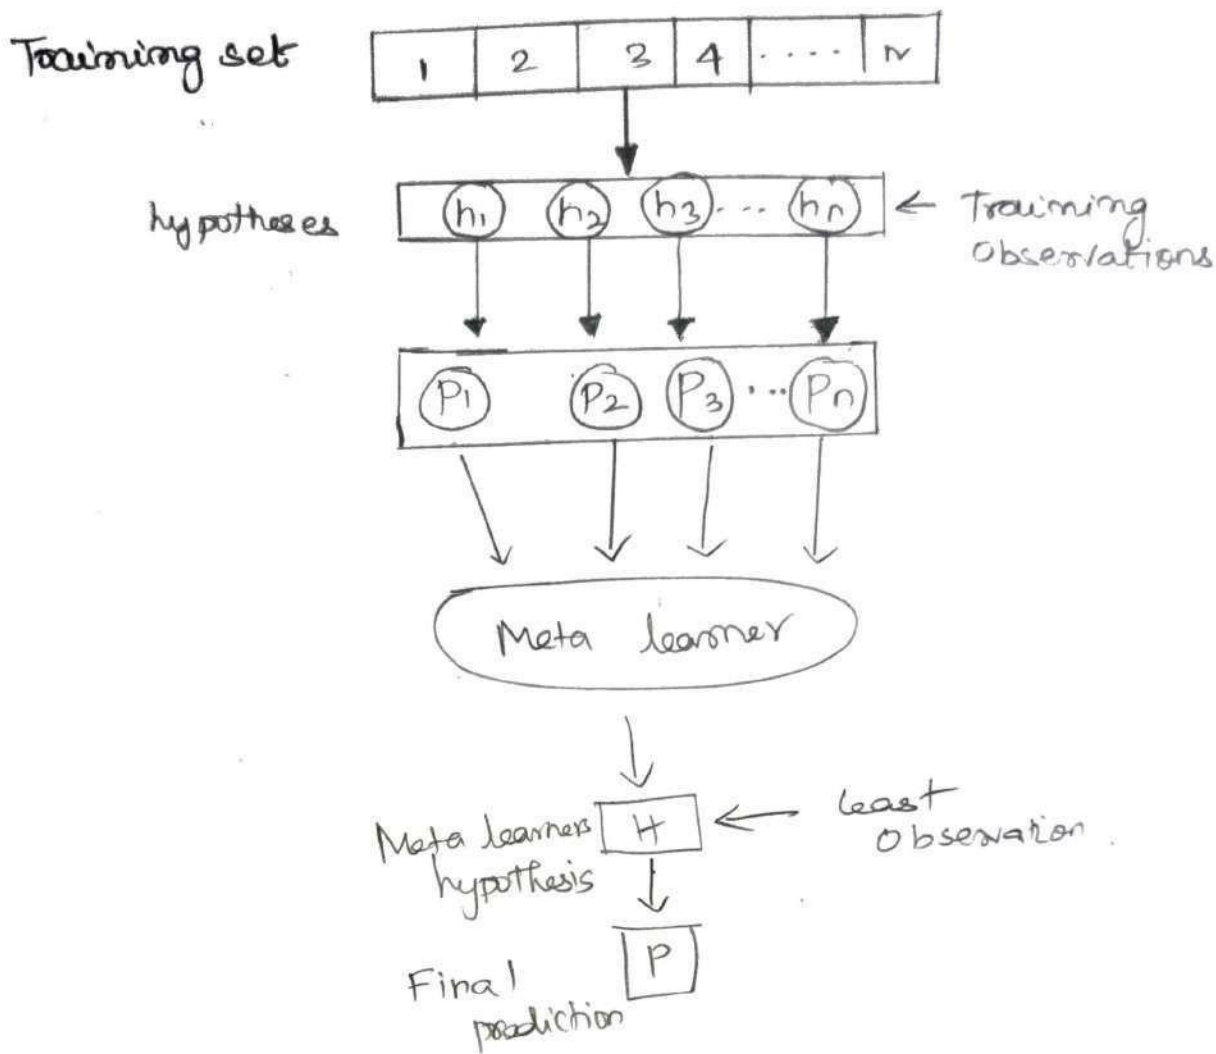 Training set
1 2 3 4 ..... N
hypotheses
h1 h2 h3 ... hn
← Training
Observations
P1 P2 P3 ... Pn
Meta learner
Meta learners
hypothesis
H
← least
Observation.
P
Final
prediction